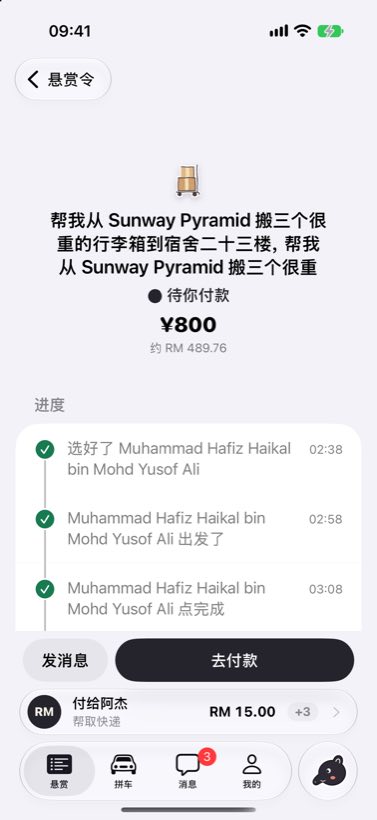 09:41
悬赏令
帮我从 Sunway Pyramid 搬三个很
重的行李箱到宿舍二十三楼, 帮我
从 Sunway Pyramid 搬三个很重
待你付款
¥800
约 RM 489.76
进度
选好了 Muhammad Hafiz Haikal 02:38
bin Mohd Yusof Ali
Muhammad Hafiz Haikal bin 02:58
Mohd Yusof Ali 出发了
Muhammad Hafiz Haikal bin 03:08
Mohd Yusof Ali 点完成
发消息 去付款
RM 付给阿杰 RM 15.00 +3
帮取快递
3
悬赏 拼车 消息 我的